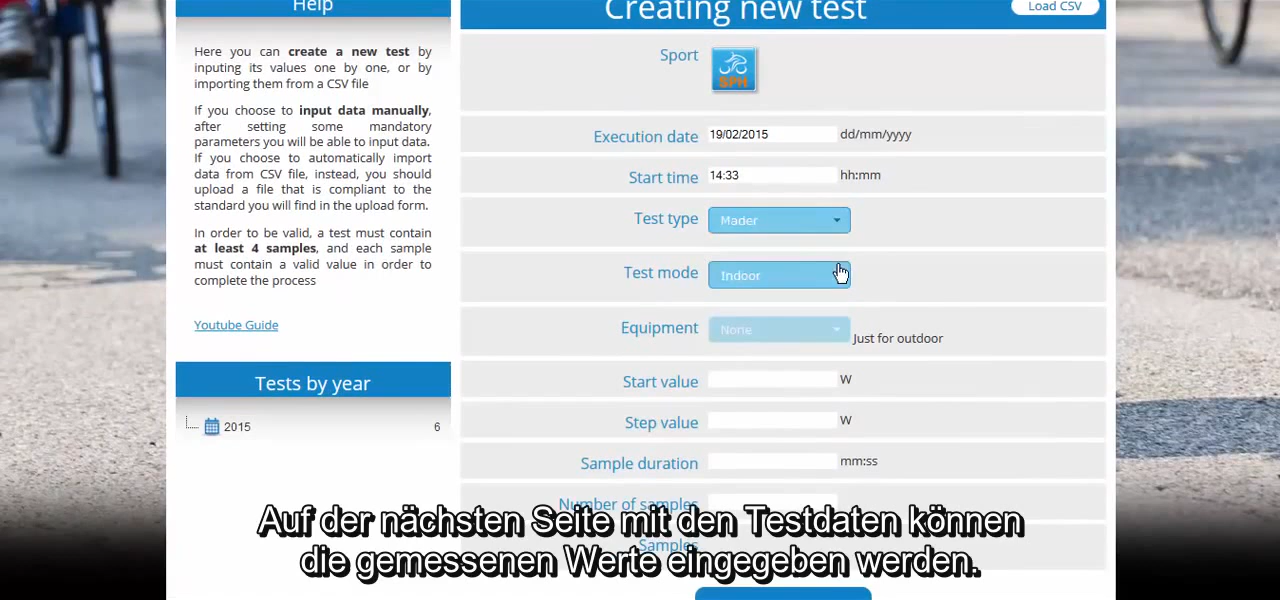 Help
Here you can create a new test by
inputing its values one by one, or by
importing them from a CSV file
If you choose to input data manually,
after setting some mandatory
parameters you will be able to input data.
If you choose to automatically import
data from CSV file, instead, you should
upload a file that is compliant to the
standard you will find in the upload form.
In order to be valid, a test must contain
at least 4 samples, and each sample
must contain a valid value in order to
complete the process
Youtube Guide
Tests by year
2015 6
Creating new test
Load CSV
Sport
SPH
Execution date 19/02/2015 dd/mm/yyyy
Start time 14:33 hh:mm
Test type Mader
Test mode Indoor
Equipment None Just for outdoor
Start value W
Step value W
Sample duration mm:ss
Number of samples
Samples
Auf der nächsten Seite mit den Testdaten können
die gemessenen Werte eingegeben werden.